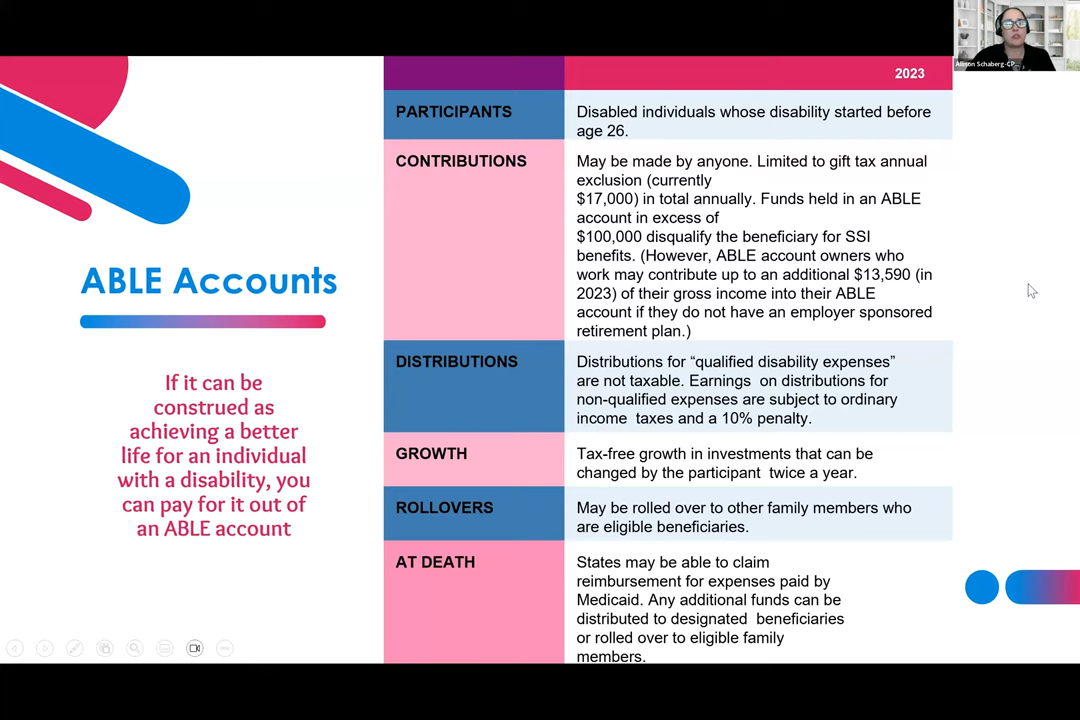 Allison Schaberg-CP...
ABLE Accounts
If it can be
construed as
achieving a better
life for an individual
with a disability, you
can pay for it out of
an ABLE account
2023
PARTICIPANTS
Disabled individuals whose disability started before
age 26.
CONTRIBUTIONS
May be made by anyone. Limited to gift tax annual
exclusion (currently
$17,000) in total annually. Funds held in an ABLE
account in excess of
$100,000 disqualify the beneficiary for SSI
benefits. (However, ABLE account owners who
work may contribute up to an additional $13,590 (in
2023) of their gross income into their ABLE
account if they do not have an employer sponsored
retirement plan.)
DISTRIBUTIONS
Distributions for “qualified disability expenses”
are not taxable. Earnings on distributions for
non-qualified expenses are subject to ordinary
income taxes and a 10% penalty.
GROWTH
Tax-free growth in investments that can be
changed by the participant twice a year.
ROLLOVERS
May be rolled over to other family members who
are eligible beneficiaries.
AT DEATH
States may be able to claim
reimbursement for expenses paid by
Medicaid. Any additional funds can be
distributed to designated beneficiaries
or rolled over to eligible family
members.